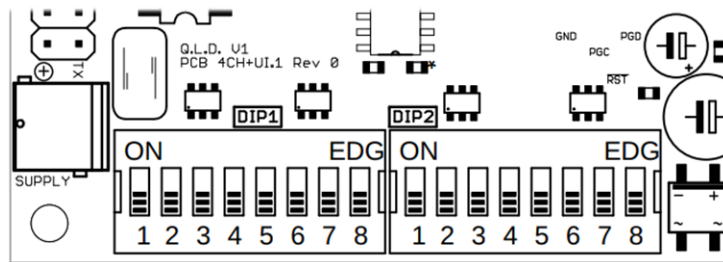 Q.L.D. V1
PCB 4CH+UI.1 Rev 0
GND
PGD
PGC
RST
TX
*
DIP1
DIP2
ON
EDG
ON
EDG
SUPPLY
1 2 3 4 5 6 7 8
1 2 3 4 5 6 7 8
+
- +
~ ~